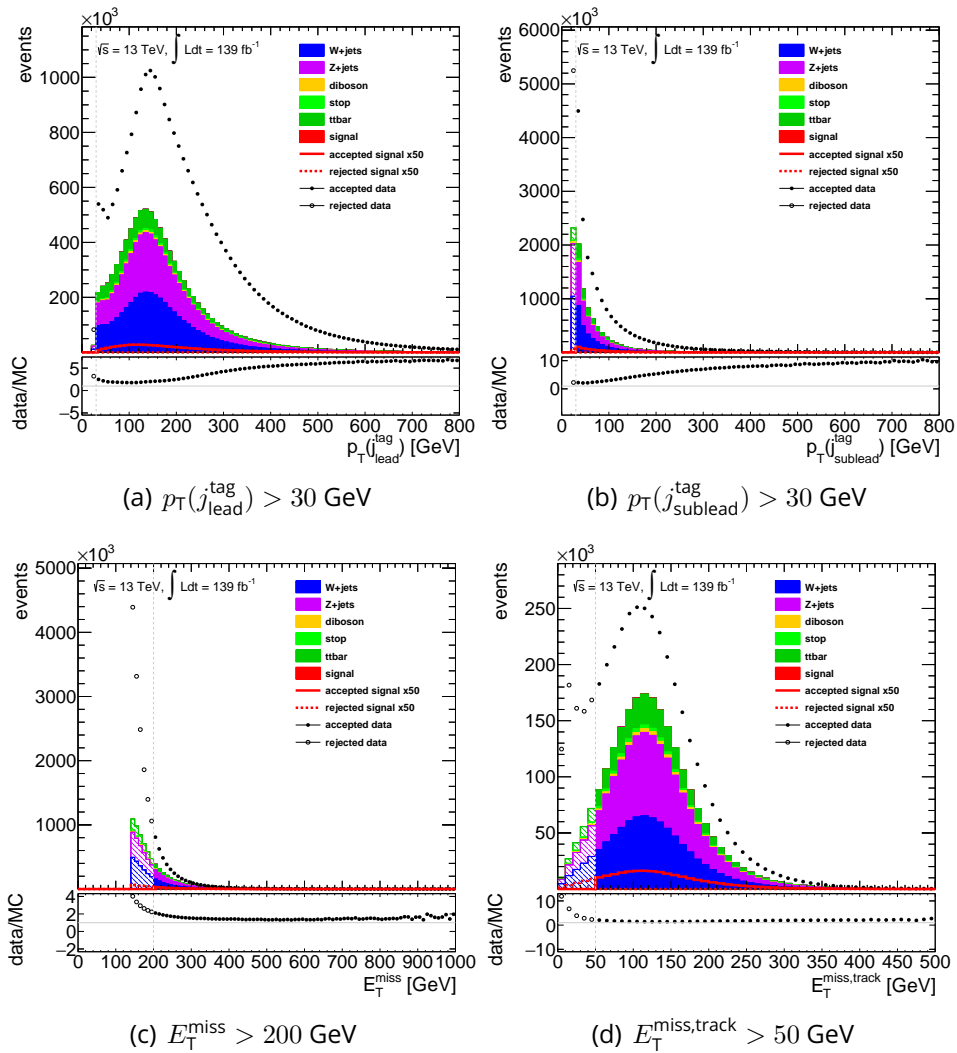 ×10³
events
√s = 13 TeV, ∫ Ldt = 139 fb⁻¹
W+jets
Z+jets
diboson
stop
ttbar
signal
accepted signal x50
rejected signal x50
accepted data
rejected data
1000
800
600
400
200
data/MC
5
0
−5
0 100 200 300 400 500 600 700 800
p_T(j_lead^tag) [GeV]
(a) p_T(j_lead^tag) > 30 GeV
×10³
events
√s = 13 TeV, ∫ Ldt = 139 fb⁻¹
W+jets
Z+jets
diboson
stop
ttbar
signal
accepted signal x50
rejected signal x50
accepted data
rejected data
6000
5000
4000
3000
2000
1000
data/MC
10
0
0 100 200 300 400 500 600 700 800
p_T(j_sublead^tag) [GeV]
(b) p_T(j_sublead^tag) > 30 GeV
×10³
events
√s = 13 TeV, ∫ Ldt = 139 fb⁻¹
W+jets
Z+jets
diboson
stop
ttbar
signal
accepted signal x50
rejected signal x50
accepted data
rejected data
5000
4000
3000
2000
1000
data/MC
4
2
0
−2
0 100 200 300 400 500 600 700 800 900 1000
E_T^miss [GeV]
(c) E_T^miss > 200 GeV
×10³
events
√s = 13 TeV, ∫ Ldt = 139 fb⁻¹
W+jets
Z+jets
diboson
stop
ttbar
signal
accepted signal x50
rejected signal x50
accepted data
rejected data
250
200
150
100
50
data/MC
10
0
−10
0 50 100 150 200 250 300 350 400 450 500
E_T^miss,track [GeV]
(d) E_T^miss,track > 50 GeV